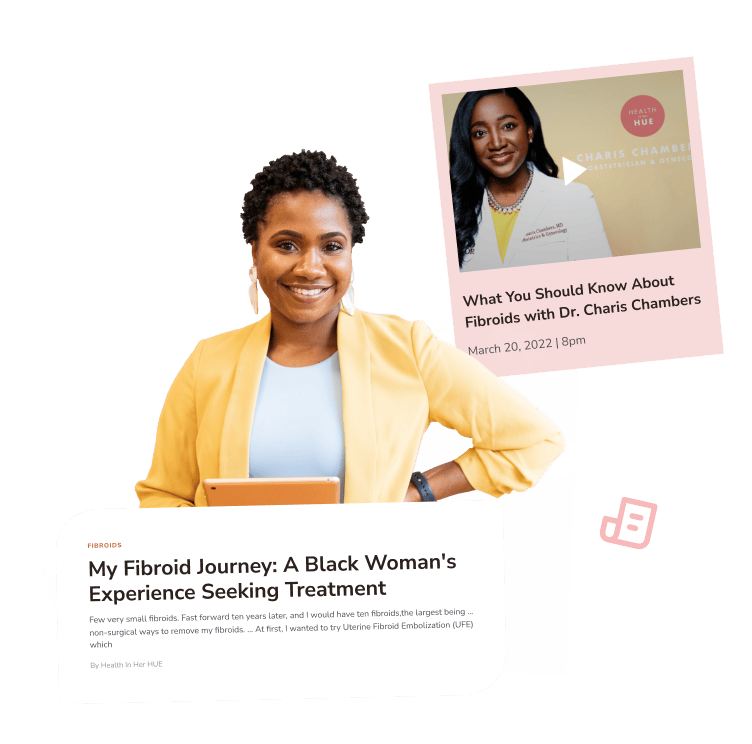 HEALTH
HUE
CHARIS CHAMBE
What You Should Know About
Fibroids with Dr. Charis Chambers
March 20, 2022 | 8pm
FIBROIDS
My Fibroid Journey: A Black Woman's
Experience Seeking Treatment
Few very small fibroids. Fast forward ten years later, and I would have ten fibroids,the largest being ...
non-surgical ways to remove my fibroids. ... At first, I wanted to try Uterine Fibroid Embolization (UFE)
which
By Health In Her HUE